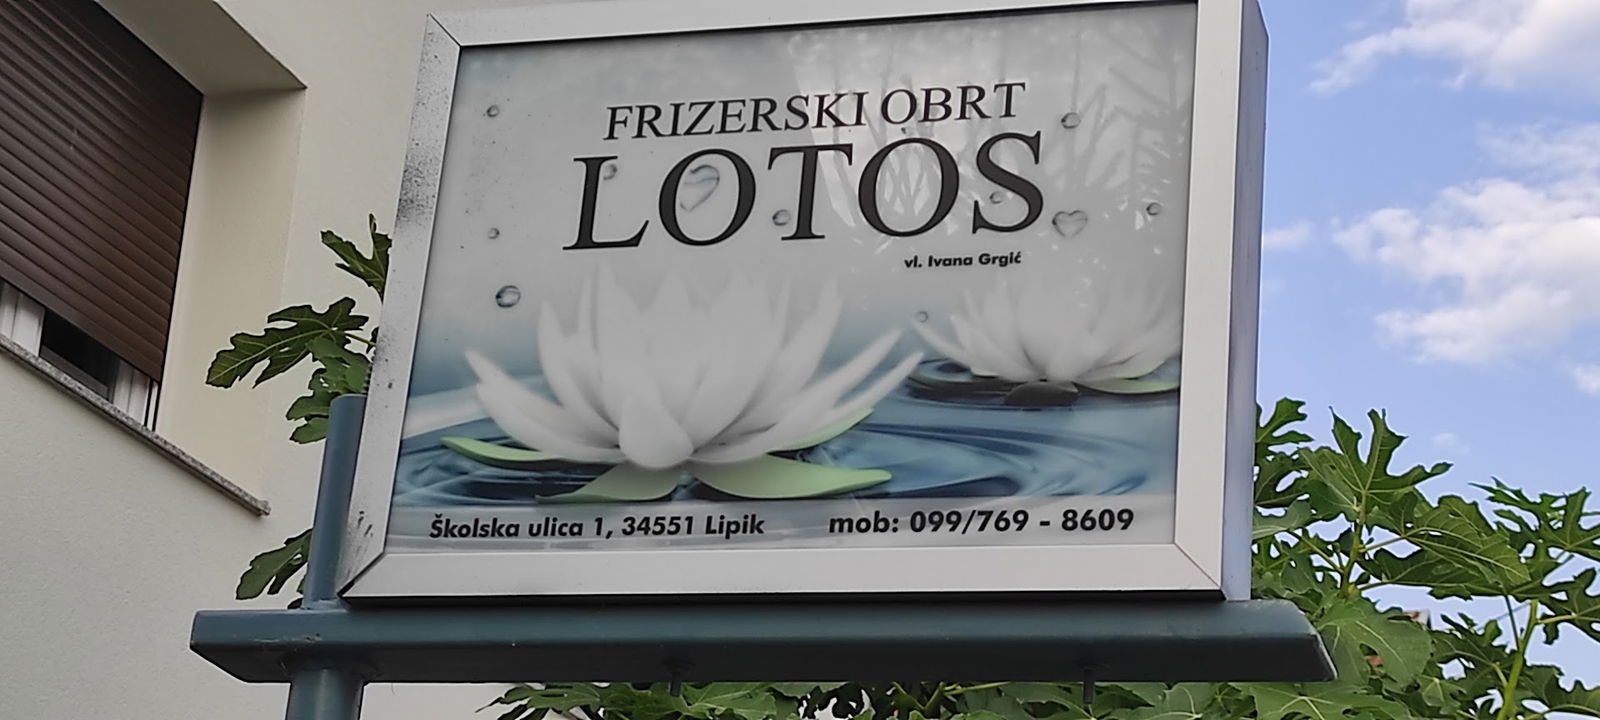 FRIZERSKI OBRT
LOTOS
vl. Ivana Grgić
Školska ulica 1, 34551 Lipik
mob: 099/769 - 8609